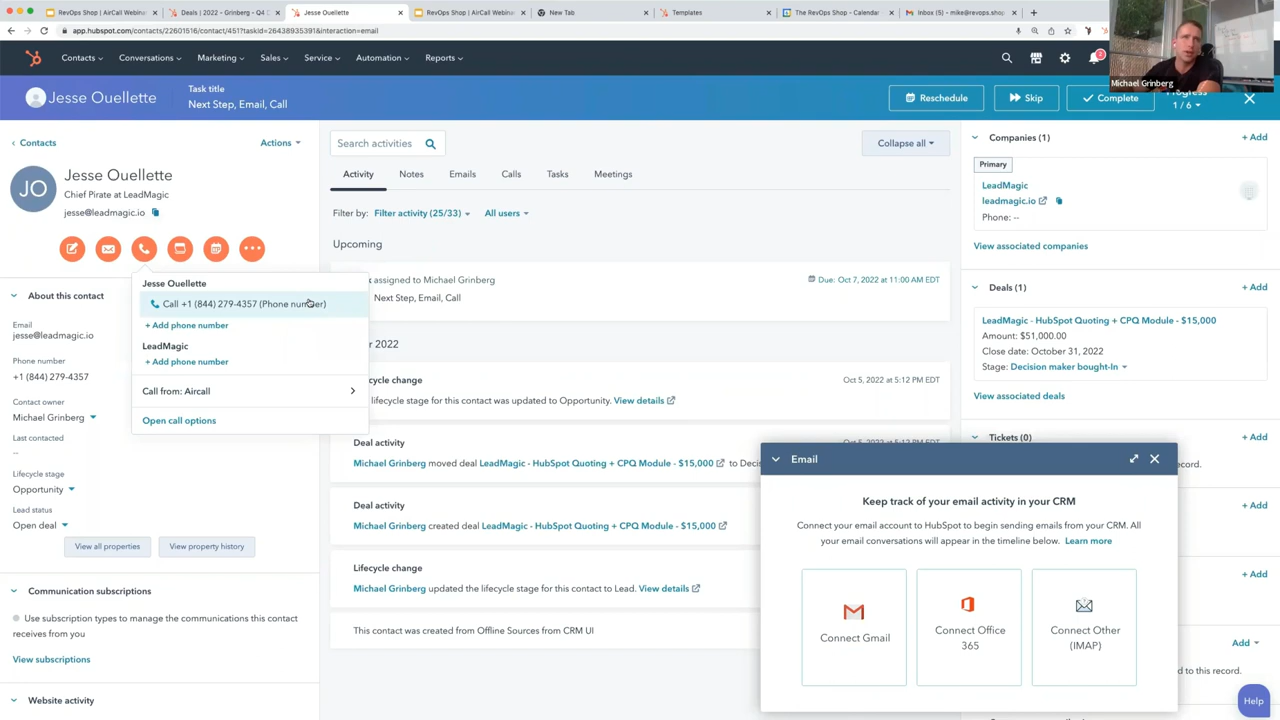 RevOps Shop | AirCall Webinar
Deals | 2022 - Grinberg - Q4
Jesse Ouellette
RevOps Shop | AirCall Webinar
New Tab
Templates
The RevOps Shop - Calendar
Inbox (5) - mike@revops.shop
app.hubspot.com/contacts/22601516/contact/451?taskId=26438935391&interaction=email
Contacts
Conversations
Marketing
Sales
Service
Automation
Reports
Michael Grinberg
Jesse Ouellette
Task title
Next Step, Email, Call
Reschedule
Skip
Complete
Progress
1 / 6
Contacts
Actions
JO
Jesse Ouellette
Chief Pirate at LeadMagic
jesse@leadmagic.io
Jesse Ouellette
Call +1 (844) 279-4357 (Phone number)
+ Add phone number
LeadMagic
+ Add phone number
Call from: Aircall
Open call options
About this contact
Email
jesse@leadmagic.io
Phone number
+1 (844) 279-4357
Contact owner
Michael Grinberg
Last contacted
--
Lifecycle stage
Opportunity
Lead status
Open deal
View all properties
View property history
Communication subscriptions
Use subscription types to manage the communications this contact
receives from you
View subscriptions
Website activity
Search activities
Collapse all
Activity
Notes
Emails
Calls
Tasks
Meetings
Filter by:
Filter activity (25/33)
All users
Upcoming
assigned to Michael Grinberg
Due: Oct 7, 2022 at 11:00 AM EDT
Next Step, Email, Call
2022
Lifecycle change
Oct 5, 2022 at 5:12 PM EDT
lifecycle stage for this contact was updated to Opportunity. View details
Deal activity
Oct 5, 2022 at 5:12 PM EDT
Michael Grinberg moved deal LeadMagic - HubSpot Quoting + CPQ Module - $15,000 to
Deal activity
Michael Grinberg created deal LeadMagic - HubSpot Quoting + CPQ Module - $15,000
Lifecycle change
Michael Grinberg updated the lifecycle stage for this contact to Lead. View details
This contact was created from Offline Sources from CRM UI
Companies (1)
+ Add
Primary
LeadMagic
leadmagic.io
Phone: --
View associated companies
Deals (1)
+ Add
LeadMagic - HubSpot Quoting + CPQ Module - $15,000
Amount: $51,000.00
Close date: October 31, 2022
Stage: Decision maker bought-In
View associated deals
Tickets (0)
+ Add
record.
+ Add
+ Add
Add
to this record.
Email
Keep track of your email activity in your CRM
Connect your email account to HubSpot to begin sending emails from your CRM. All
your email conversations will appear in the timeline below. Learn more
Connect Gmail
Connect Office
365
Connect Other
(IMAP)
Help